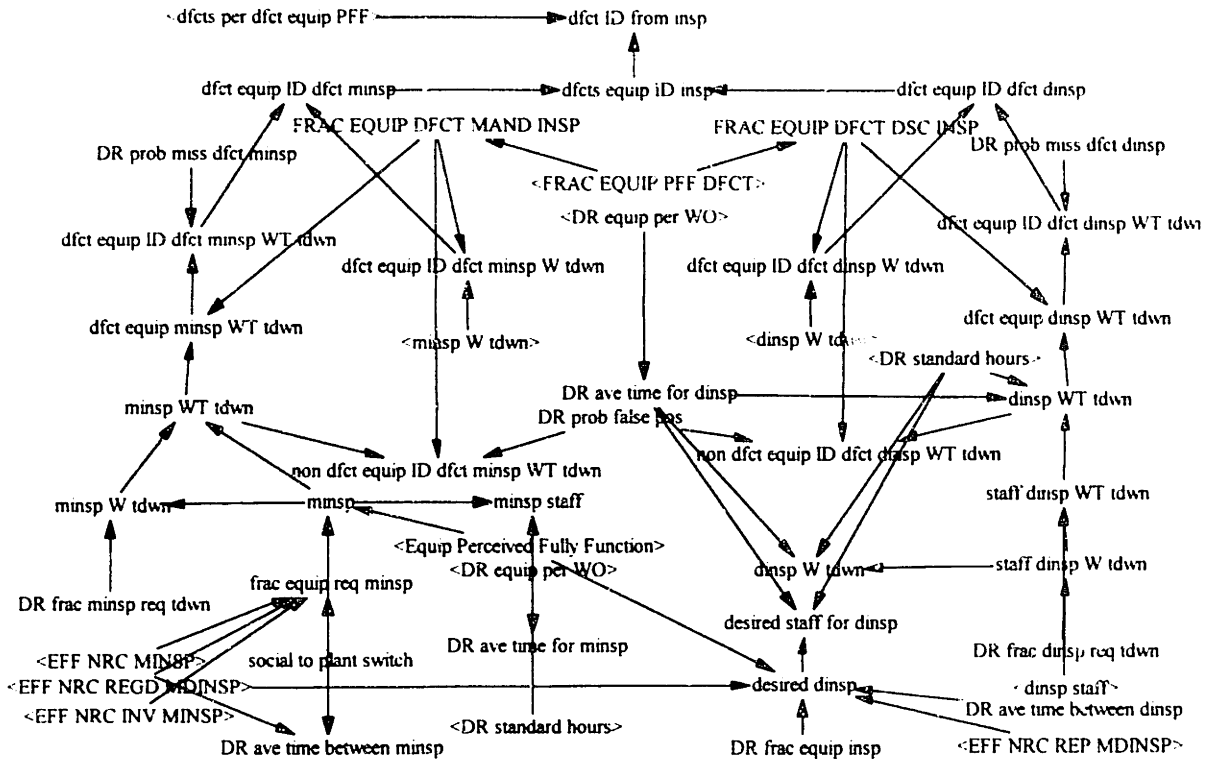 <dfcts per dfct equip PFF>
dfct ID from insp
dfct equip ID dfct minsp
dfcts equip ID insp
dfct equip ID dfct dinsp
FRAC EQUIP DFCT MAND INSP
FRAC EQUIP DFCT DSC INSP
DR prob miss dfct minsp
DR prob miss dfct dinsp
<FRAC EQUIP PFF DFCT>
<DR equip per WO>
dfct equip ID dfct minsp WT tdwn
dfct equip ID dfct dinsp WT tdwn
dfct equip ID dfct minsp W tdwn
dfct equip ID dfct dinsp W tdwn
dfct equip minsp WT tdwn
dfct equip dinsp WT tdwn
<minsp W tdwn>
<dinsp W
<DR standard hours>
DR ave time for dinsp
minsp WT tdwn
dinsp WT tdwn
DR prob false pos
non dfct equip ID dfct dinsp WT tdwn
non dfct equip ID dfct minsp WT tdwn
minsp W tdwn
minsp
minsp staff
staff dinsp WT tdwn
<Equip Perceived Fully Function>
<DR equip per WO>
dinsp W tdwn
staff dinsp W tdwn
frac equip req minsp
DR frac minsp req tdwn
desired staff for dinsp
DR ave time for minsp
DR frac dinsp req tdwn
<EFF NRC MINSP>
social to plant switch
<EFF NRC REGD MDINSP>
desired dinsp
<dinsp staff>
<EFF NRC INV MINSP>
DR ave time between dinsp
<DR standard hours>
DR ave time between minsp
DR frac equip insp
<EFF NRC REP MDINSP>